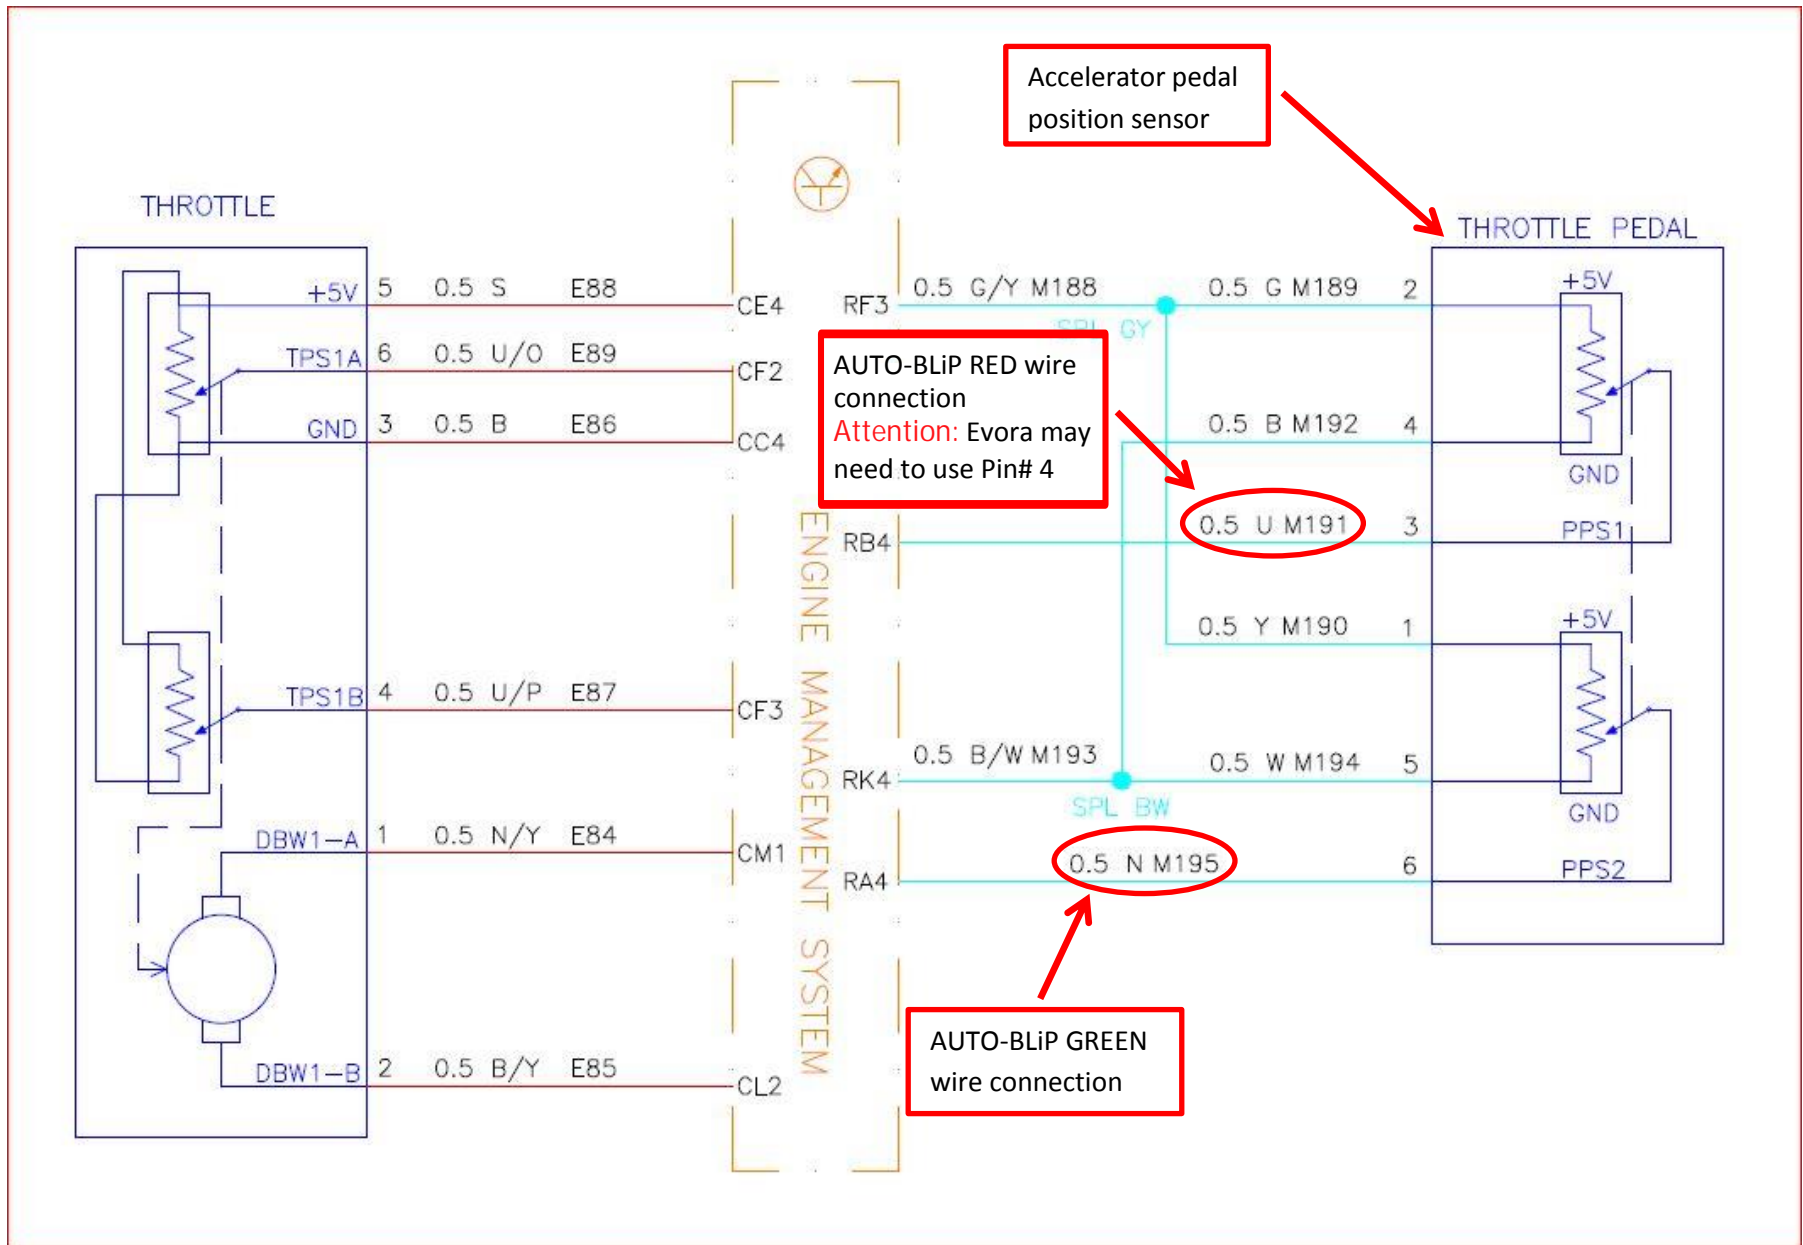 Accelerator pedal
position sensor
THROTTLE
THROTTLE PEDAL
+5V 5 0.5 S E88 CE4
RF3 0.5 G/Y M188 0.5 G M189 2 +5V
SPL GY
TPS1A 6 0.5 U/O E89 CF2
AUTO-BLiP RED wire
connection
Attention: Evora may
need to use Pin# 4
GND 3 0.5 B E86 CC4
0.5 B M192 4
GND
RB4 0.5 U M191 3 PPS1
0.5 Y M190 1 +5V
TPS1B 4 0.5 U/P E87 CF3
ENGINE MANAGEMENT SYSTEM
RK4 0.5 B/W M193 0.5 W M194 5
SPL BW
GND
DBW1-A 1 0.5 N/Y E84 CM1
RA4 0.5 N M195 6 PPS2
AUTO-BLiP GREEN
wire connection
DBW1-B 2 0.5 B/Y E85 CL2